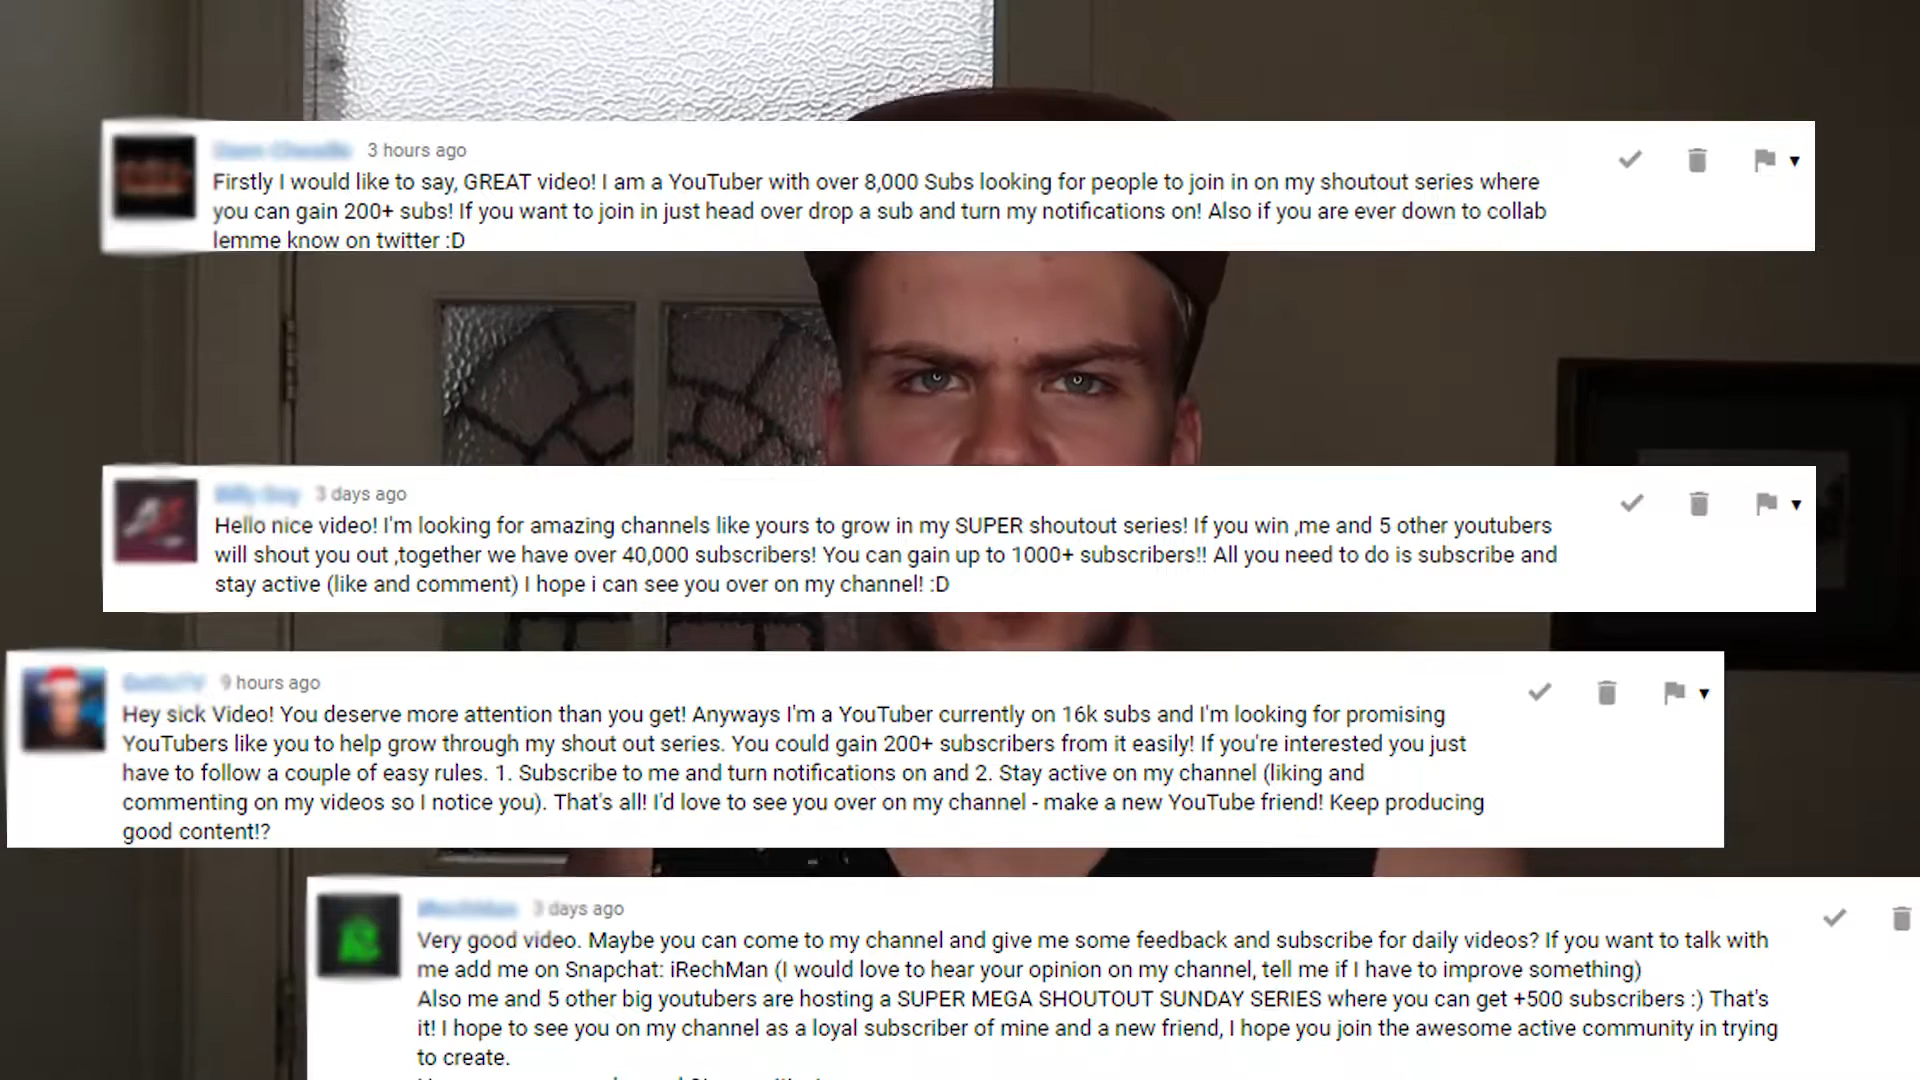 3 hours ago
Firstly I would like to say, GREAT video! I am a YouTuber with over 8,000 Subs looking for people to join in on my shoutout series where
you can gain 200+ subs! If you want to join in just head over drop a sub and turn my notifications on! Also if you are ever down to collab
lemme know on twitter :D
3 days ago
Hello nice video! I'm looking for amazing channels like yours to grow in my SUPER shoutout series! If you win ,me and 5 other youtubers
will shout you out ,together we have over 40,000 subscribers! You can gain up to 1000+ subscribers!! All you need to do is subscribe and
stay active (like and comment) I hope i can see you over on my channel! :D
9 hours ago
Hey sick Video! You deserve more attention than you get! Anyways I'm a YouTuber currently on 16k subs and I'm looking for promising
YouTubers like you to help grow through my shout out series. You could gain 200+ subscribers from it easily! If you're interested you just
have to follow a couple of easy rules. 1. Subscribe to me and turn notifications on and 2. Stay active on my channel (liking and
commenting on my videos so I notice you). That's all! I'd love to see you over on my channel - make a new YouTube friend! Keep producing
good content!?
3 days ago
Very good video. Maybe you can come to my channel and give me some feedback and subscribe for daily videos? If you want to talk with
me add me on Snapchat: iRechMan (I would love to hear your opinion on my channel, tell me if I have to improve something)
Also me and 5 other big youtubers are hosting a SUPER MEGA SHOUTOUT SUNDAY SERIES where you can get +500 subscribers :) That's
it! I hope to see you on my channel as a loyal subscriber of mine and a new friend, I hope you join the awesome active community in trying
to create.